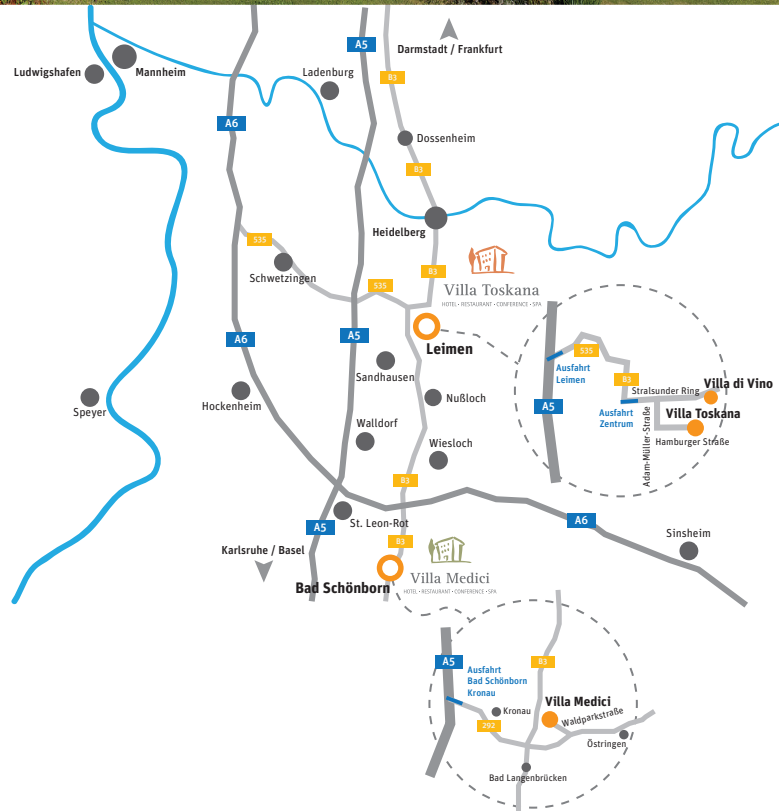 A5
Darmstadt / Frankfurt
Ludwigshafen
Mannheim
Ladenburg
B3
A6
Dossenheim
B3
Heidelberg
535
Schwetzingen
B3
535
Villa Toskana
HOTEL • RESTAURANT • CONFERENCE • SPA
A6
A5
Leimen
Sandhausen
Hockenheim
Nußloch
Speyer
Walldorf
Wiesloch
535
Ausfahrt
Leimen
B3
Stralsunder Ring
Villa di Vino
A5
Ausfahrt
Zentrum
Villa Toskana
Adam-Müller-Straße
Hamburger Straße
B3
St. Leon-Rot
A5
A6
Sinsheim
B3
Karlsruhe / Basel
Bad Schönborn
Villa Medici
HOTEL • RESTAURANT • CONFERENCE • SPA
A5
B3
Ausfahrt
Bad Schönborn
Kronau
Villa Medici
Kronau
Waldparkstraße
292
Östringen
Bad Langenbrücken